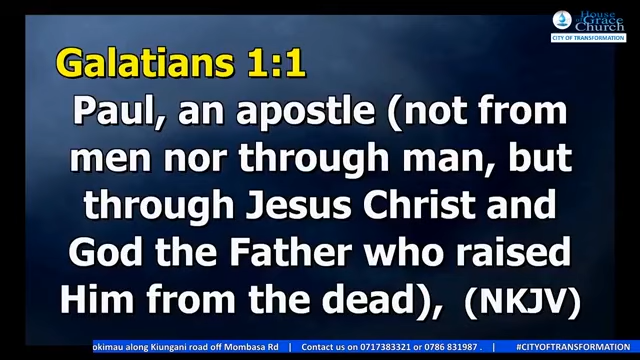 House
of Grace
Church
CITY OF TRANSFORMATION
Galatians 1:1
Paul, an apostle (not from
men nor through man, but
through Jesus Christ and
God the Father who raised
Him from the dead), (NKJV)
okimau along Kiungani road off Mombasa Rd | Contact us on 0717383321 or 0786 831987 . | #CITYOFTRANSFORMATION